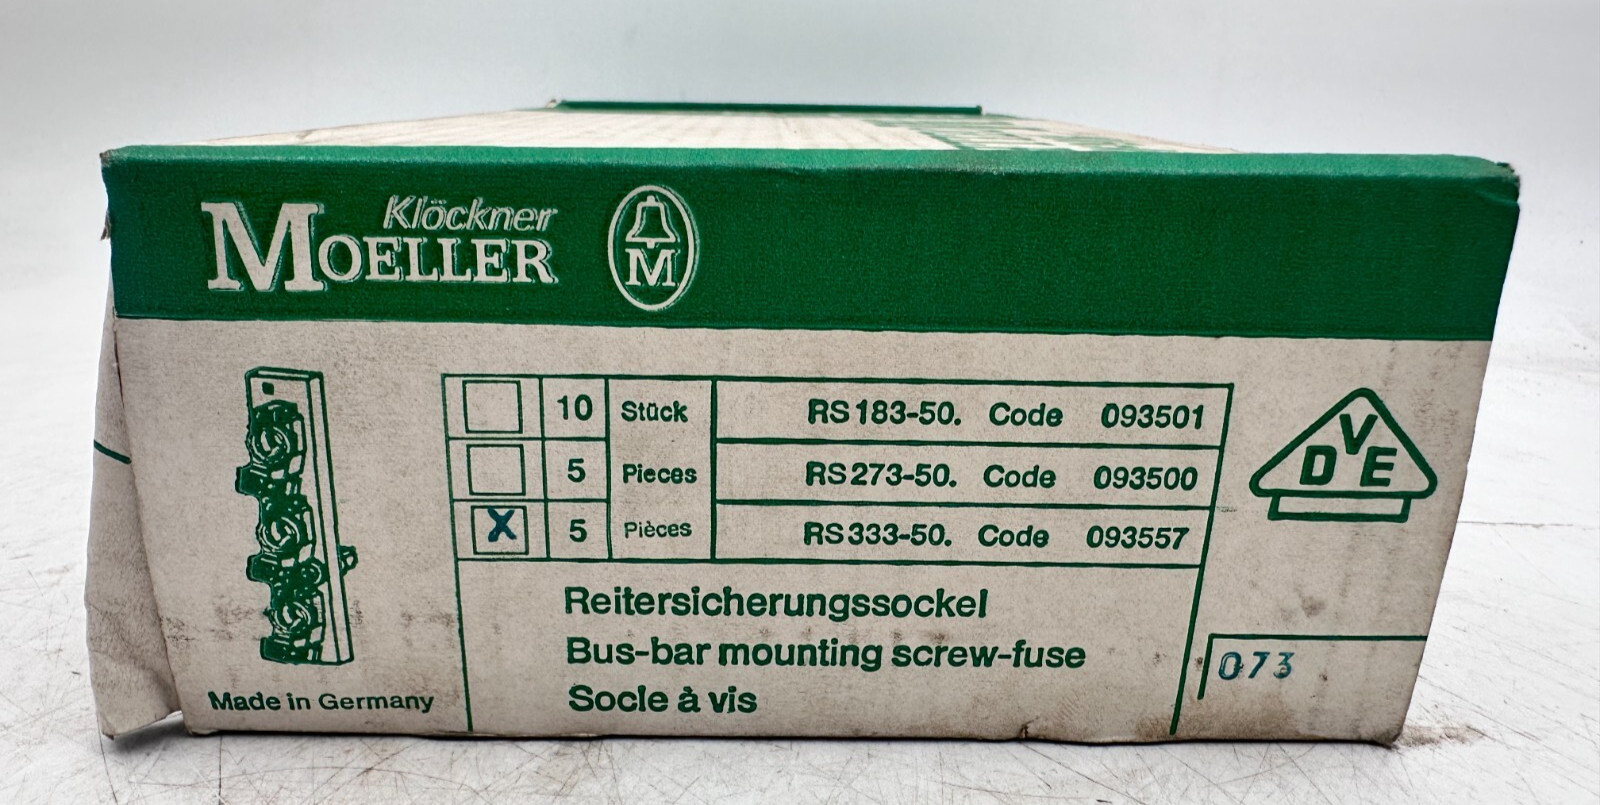 Klöckner
MOELLER
M
10 Stück RS 183-50. Code 093501
5 Pieces RS 273-50. Code 093500
X 5 Pièces RS 333-50. Code 093557
VDE
Reitersicherungssockel
Bus-bar mounting screw-fuse
Socle à vis
Made in Germany
073